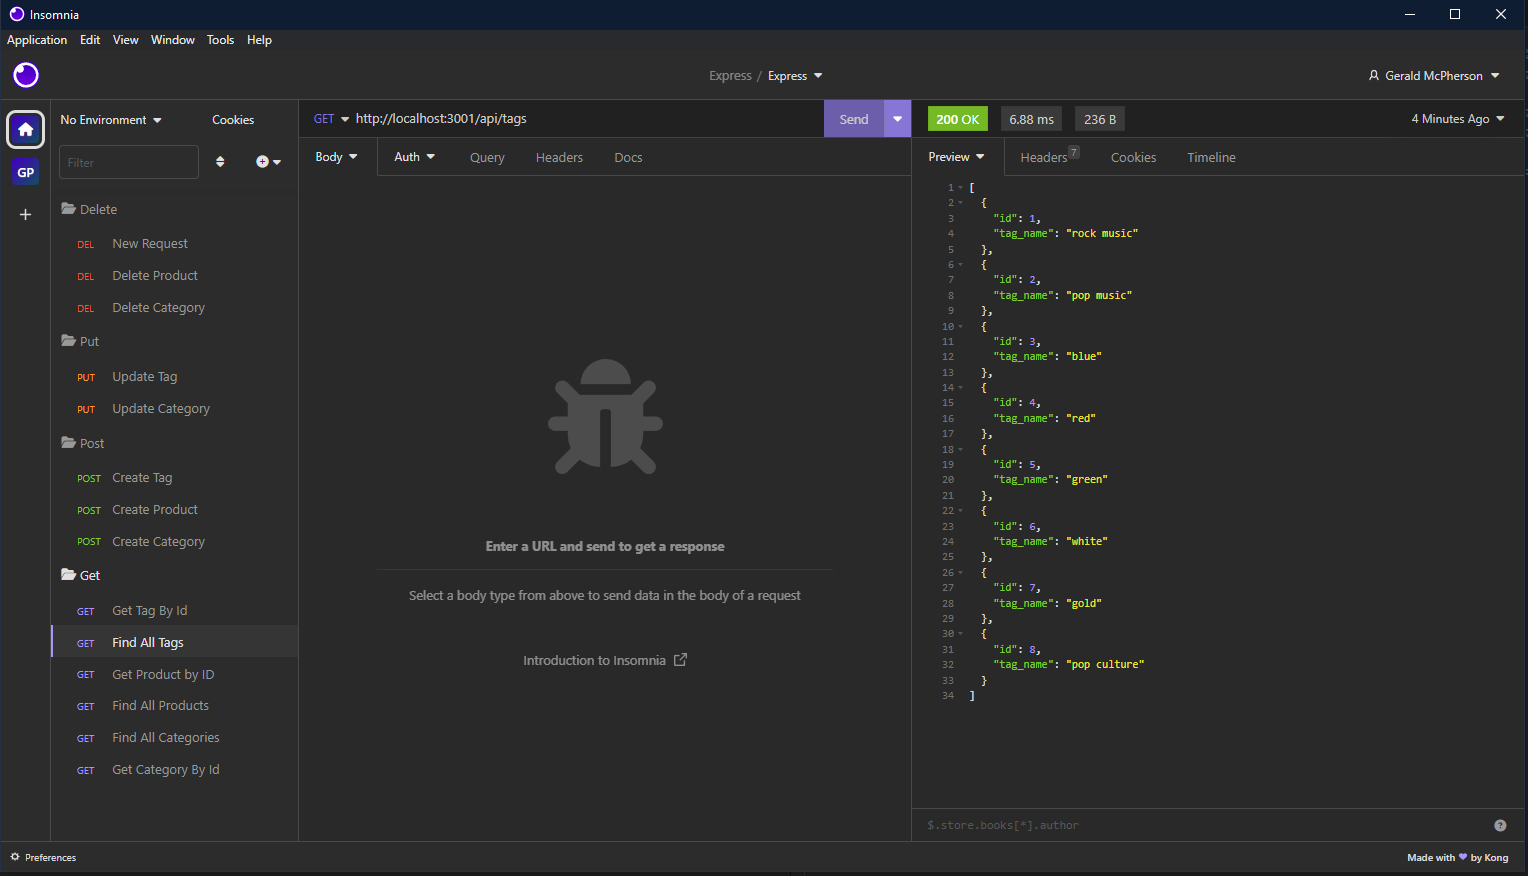 Insomnia
Application Edit View Window Tools Help
Express / Express
Gerald McPherson
No Environment
Cookies
Filter
GP
Delete
DEL New Request
DEL Delete Product
DEL Delete Category
Put
PUT Update Tag
PUT Update Category
Post
POST Create Tag
POST Create Product
POST Create Category
Get
GET Get Tag By Id
GET Find All Tags
GET Get Product by ID
GET Find All Products
GET Find All Categories
GET Get Category By Id
GET http://localhost:3001/api/tags
Send
Body Auth Query Headers Docs
Enter a URL and send to get a response
Select a body type from above to send data in the body of a request
Introduction to Insomnia
200 OK 6.88 ms 236 B 4 Minutes Ago
Preview Headers 7 Cookies Timeline
1 [
2 {
3 "id": 1,
4 "tag_name": "rock music"
5 },
6 {
7 "id": 2,
8 "tag_name": "pop music"
9 },
10 {
11 "id": 3,
12 "tag_name": "blue"
13 },
14 {
15 "id": 4,
16 "tag_name": "red"
17 },
18 {
19 "id": 5,
20 "tag_name": "green"
21 },
22 {
23 "id": 6,
24 "tag_name": "white"
25 },
26 {
27 "id": 7,
28 "tag_name": "gold"
29 },
30 {
31 "id": 8,
32 "tag_name": "pop culture"
33 }
34 ]
$.store.books[*].author
?
Preferences
Made with ♥ by Kong